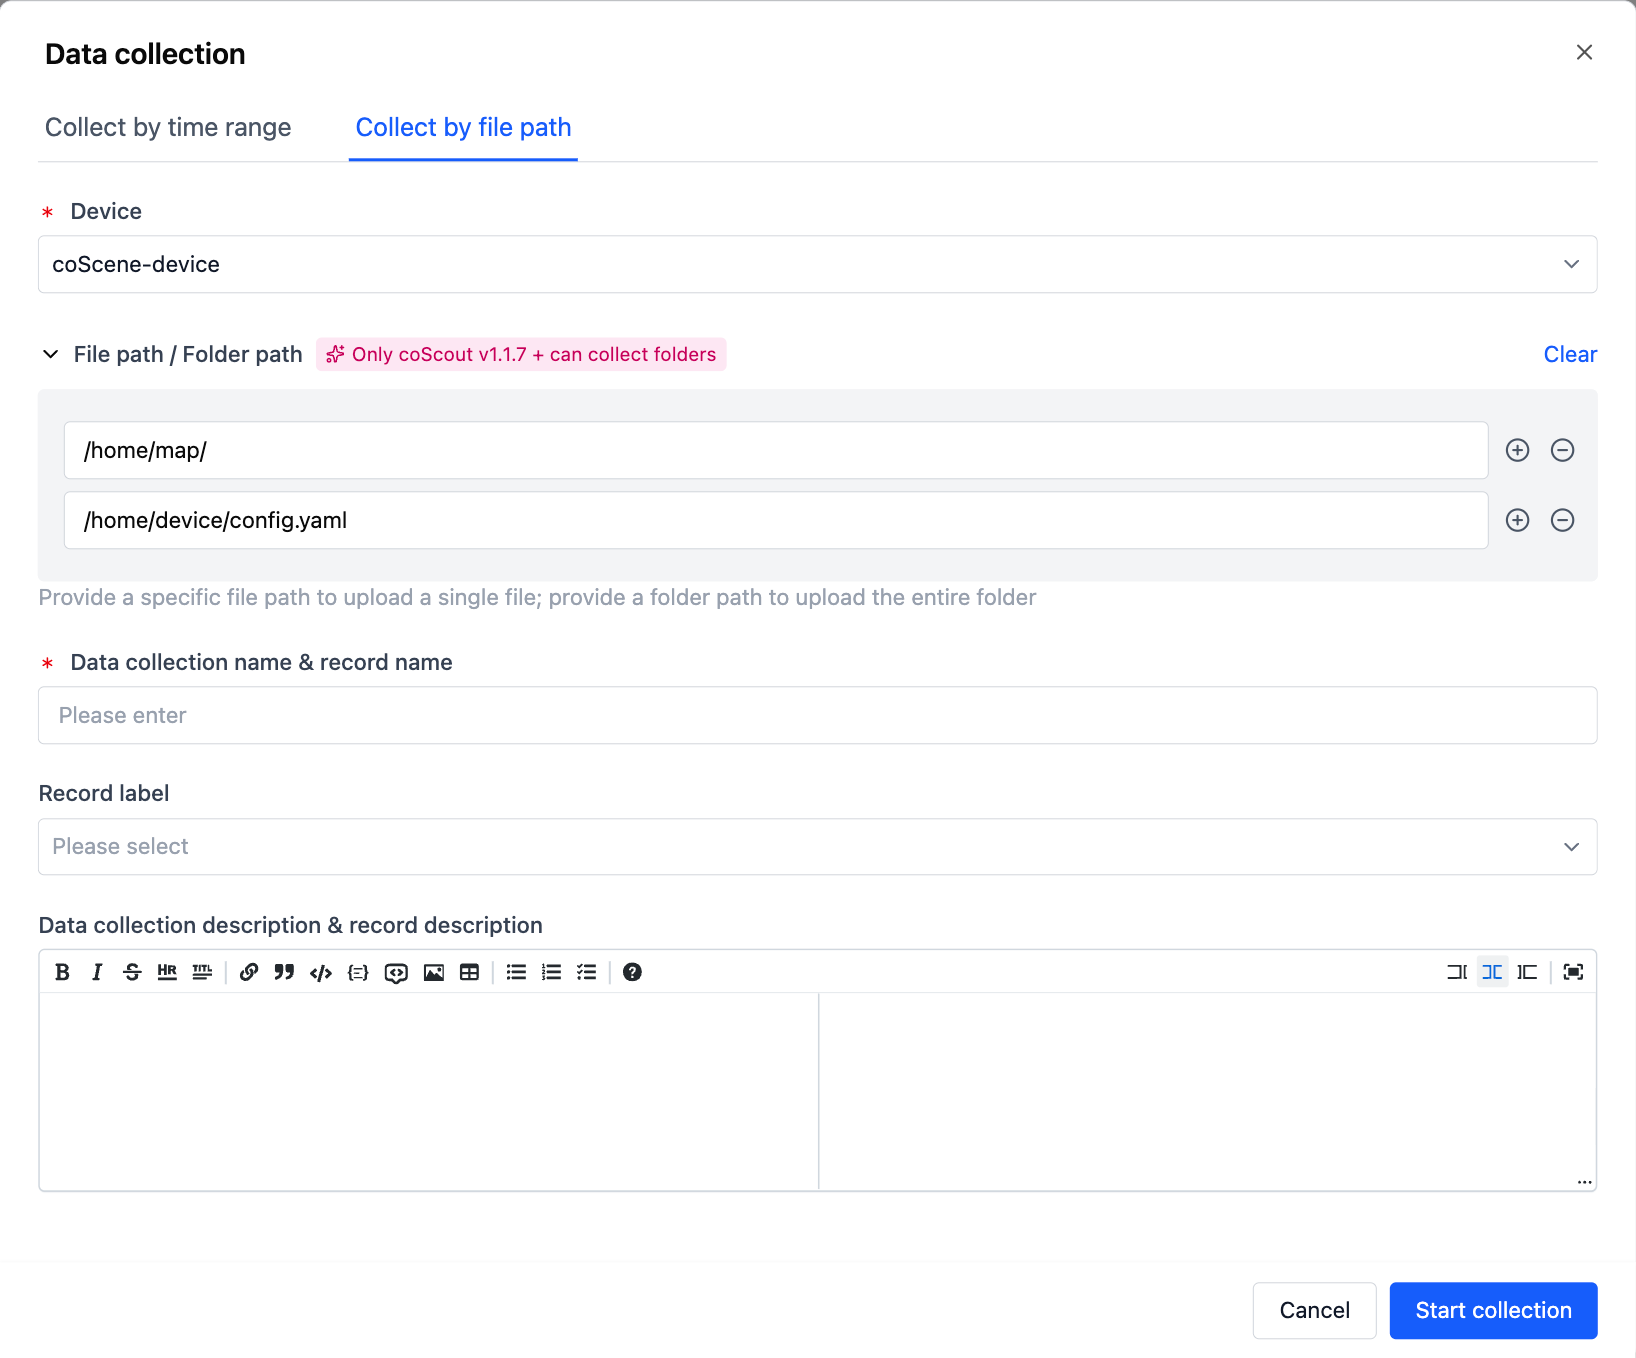 Data collection
Collect by time range
Collect by file path
* Device
coScene-device
File path / Folder path
Only coScout v1.1.7 + can collect folders
Clear
/home/map/
/home/device/config.yaml
Provide a specific file path to upload a single file; provide a folder path to upload the entire folder
* Data collection name & record name
Please enter
Record label
Please select
Data collection description & record description
Cancel
Start collection